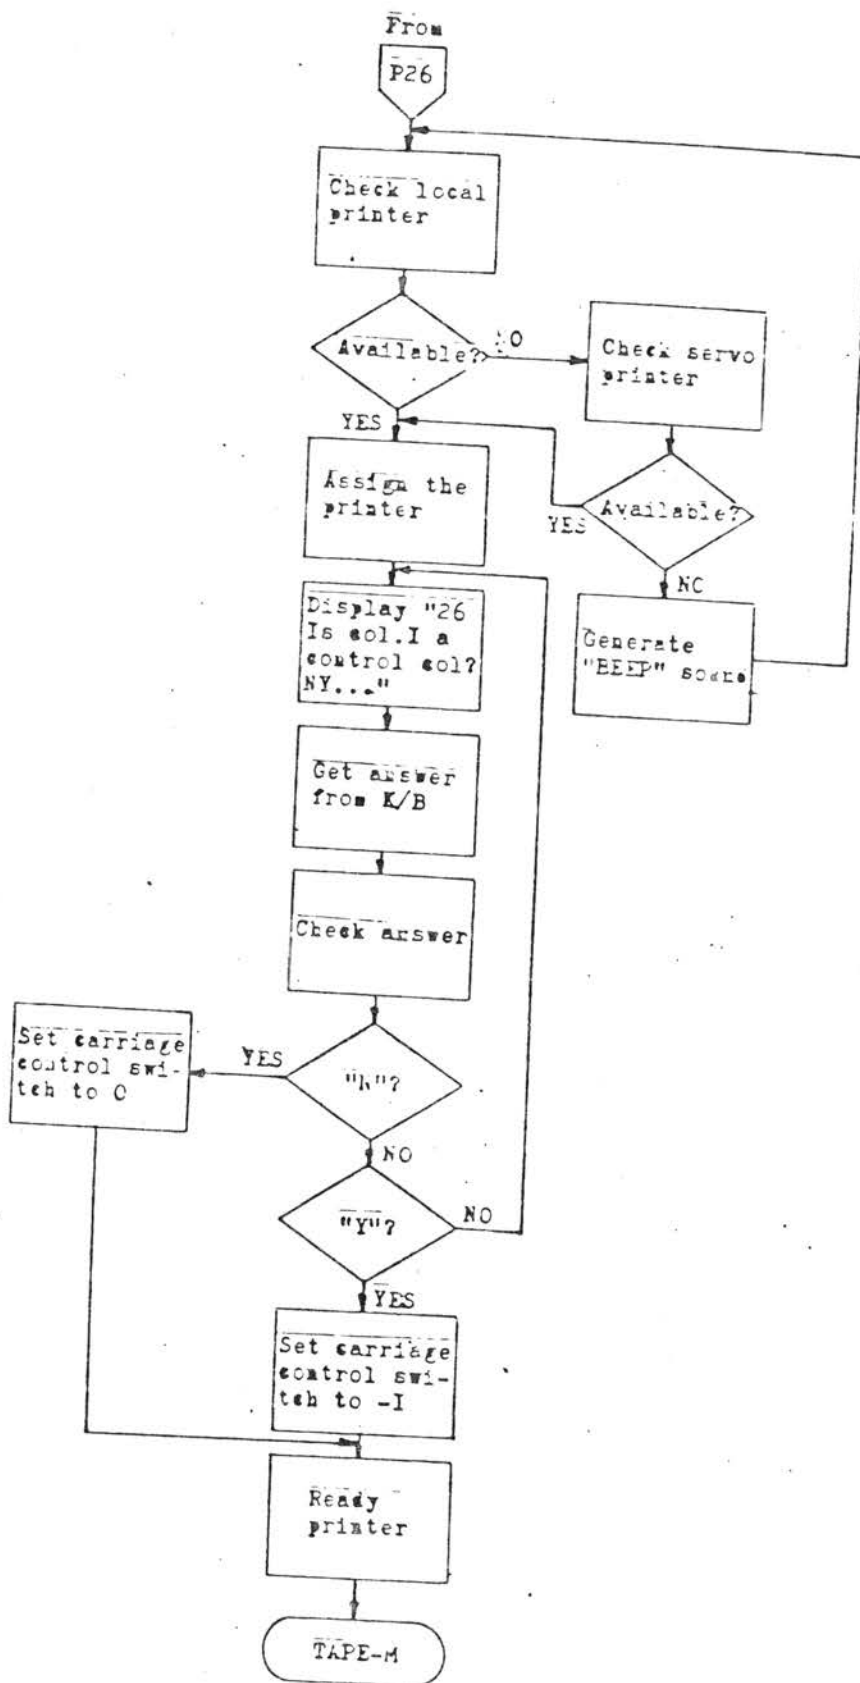 From
P26
Check local
printer
Available?
NO
Check servo
printer
YES
Assign the
printer
YES
Available?
NC
Display "26
Is col.I a
control col?
NY..."
Generate
"BEEP" soune
Get answer
from K/B
Check answer
Set carriage
control swi-
tch to 0
YES
"N"?
NO
"Y"?
NO
YES
Set carriage
control swi-
tch to -I
Ready
printer
TAPE-M